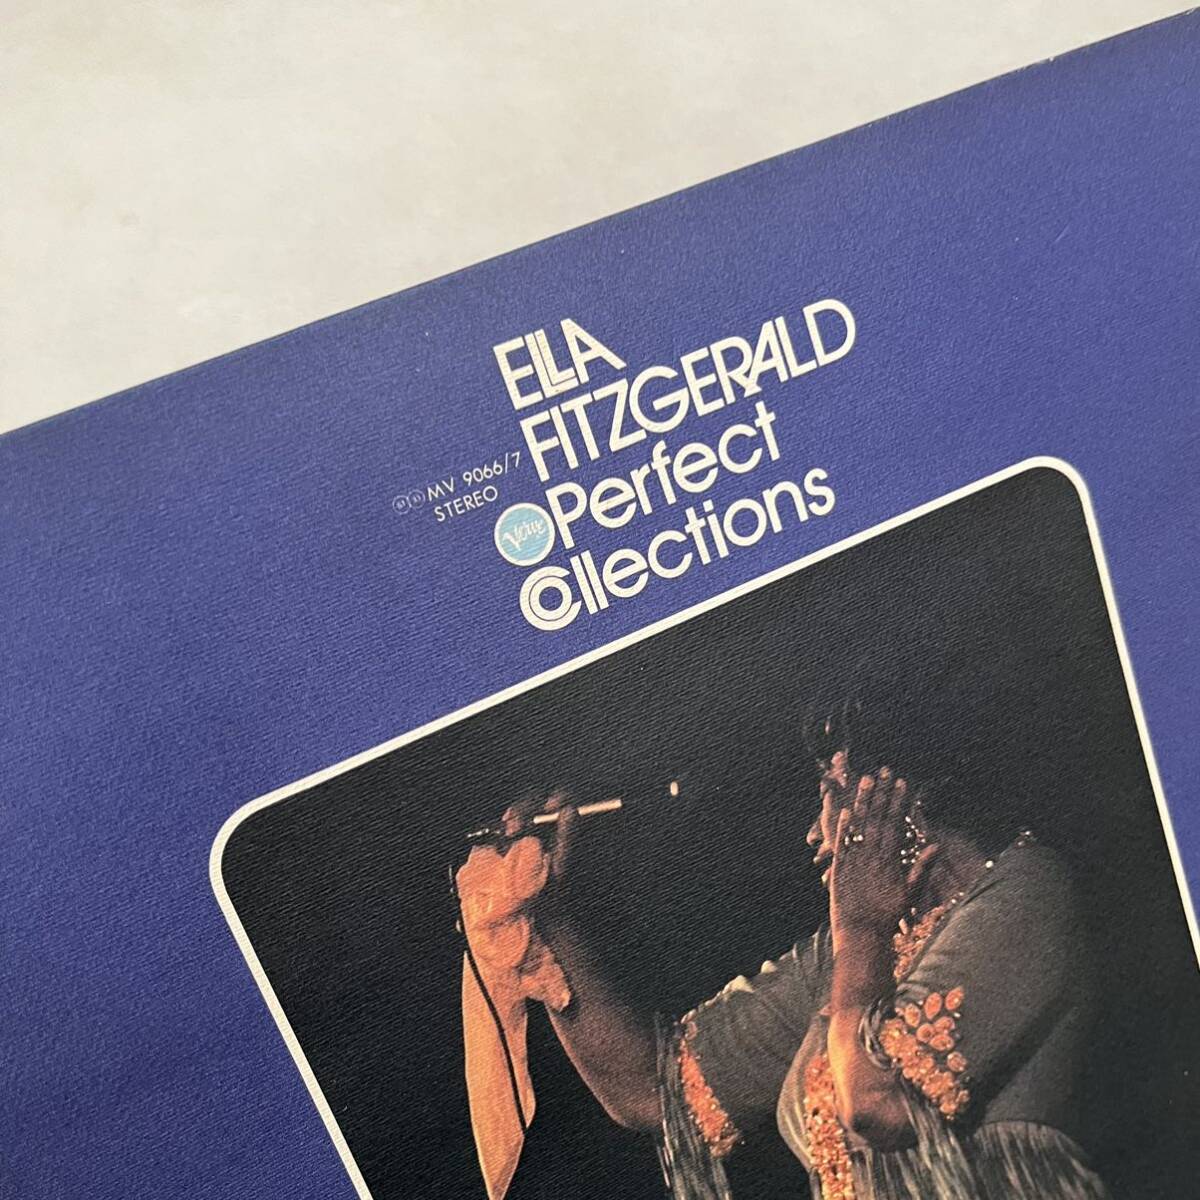 ELLA
FITZGERALD
Perfect
Collections
MV 9066/7
STEREO
Verve